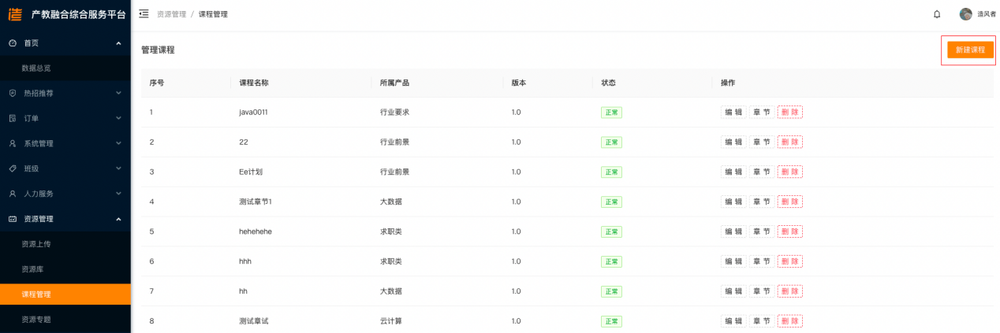 造 产教融合综合服务平台
资源管理 / 课程管理
造风者
首页
数据总览
热招推荐
订单
系统管理
班级
人力服务
资源管理
资源上传
资源库
课程管理
资源专题
管理课程
新建课程
序号 课程名称 所属产品 版本 状态 操作
1 java0011 行业要求 1.0 正常 编辑 章节 删除
2 22 行业前景 1.0 正常 编辑 章节 删除
3 Ee计划 行业前景 1.0 正常 编辑 章节 删除
4 测试章节1 大数据 1.0 正常 编辑 章节 删除
5 hehehehe 求职类 1.0 正常 编辑 章节 删除
6 hhh 求职类 1.0 正常 编辑 章节 删除
7 hh 大数据 1.0 正常 编辑 章节 删除
8 测试章试 云计算 1.0 正常 编辑 章节 删除